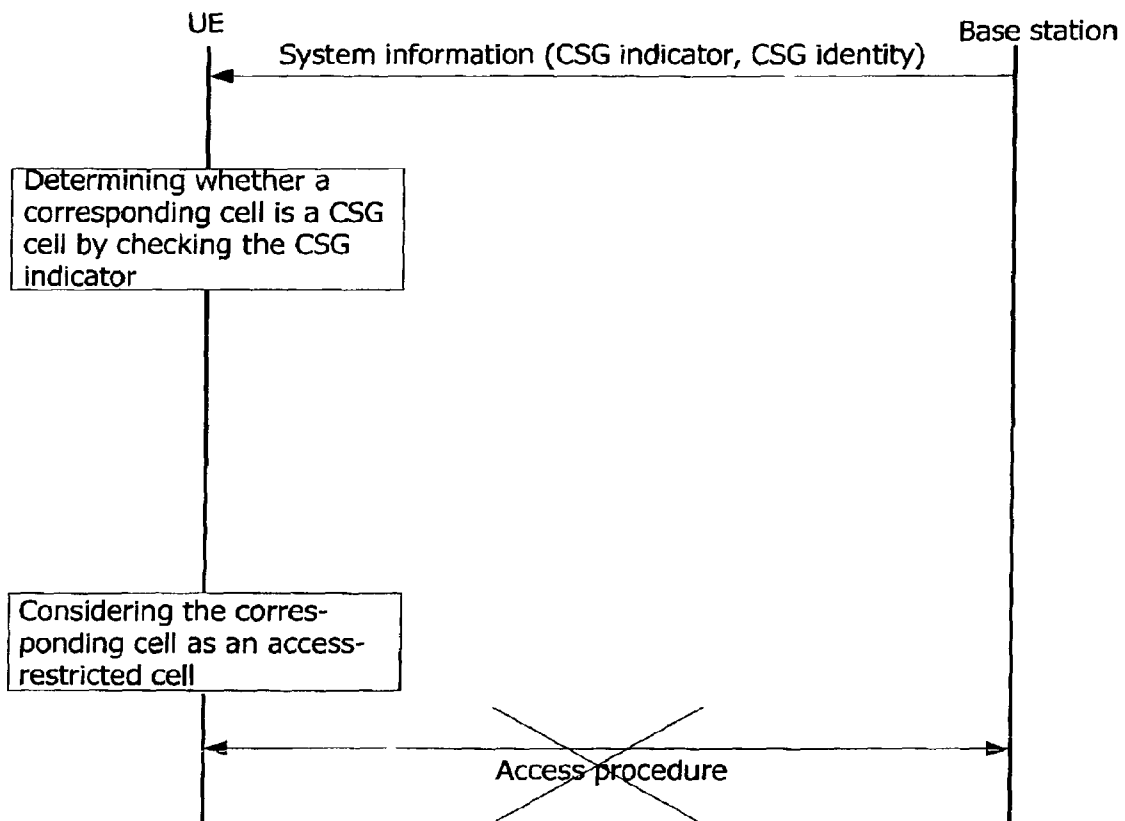 UE
Base station
System information (CSG indicator, CSG identity)
Determining whether a
corresponding cell is a CSG
cell by checking the CSG
indicator
Considering the corres-
ponding cell as an access-
restricted cell
Access procedure